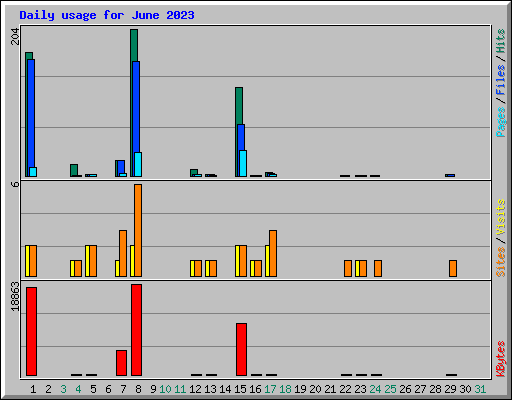 Daily usage for June 2023
204
Pages/Files/Hits
6
Sites/Visits
18863
KBytes
1 2 3 4 5 6 7 8 9 10 11 12 13 14 15 16 17 18 19 20 21 22 23 24 25 26 27 28 29 30 31